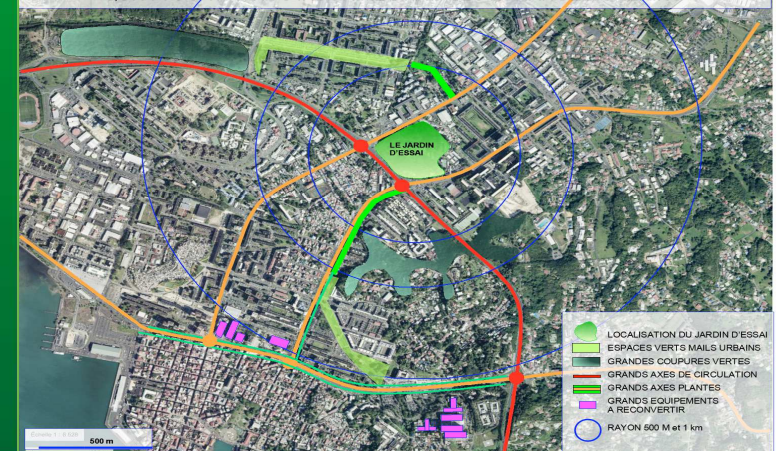 LE JARDIN
D'ESSAI
LOCALISATION DU JARDIN D'ESSAI
ESPACES VERTS MAILS URBAINS
GRANDES COUPURES VERTES
GRANDS AXES DE CIRCULATION
GRANDS AXES PLANTES
GRANDS EQUIPEMENTS
A RECONVERTIR
RAYON 500 M et 1 km
500 m